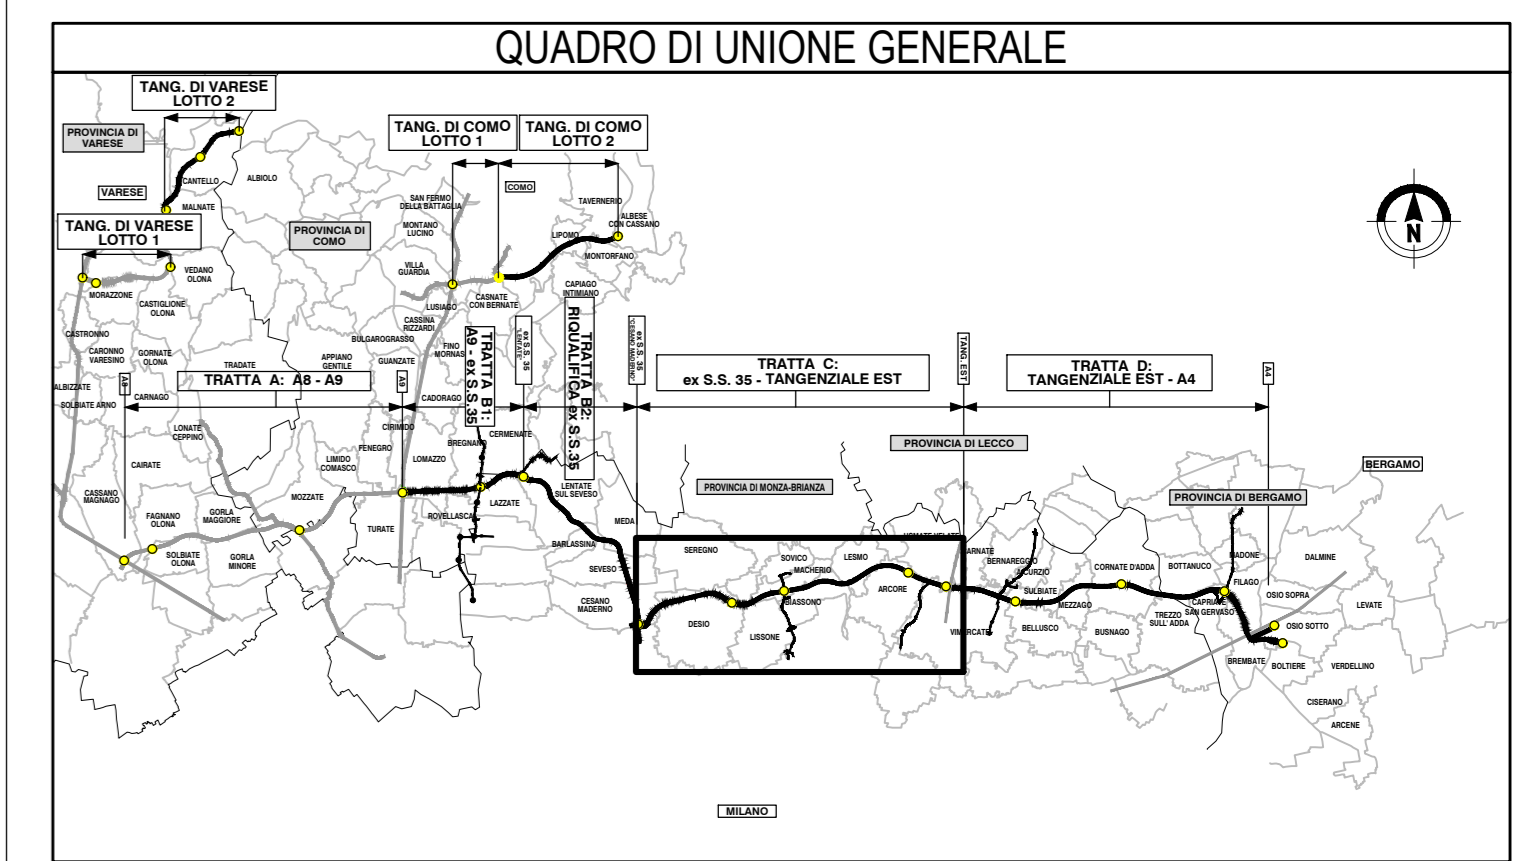 QUADRO DI UNIONE GENERALE
TANG. DI VARESE
LOTTO 2
PROVINCIA DI
VARESE
VARESE
CANTELLO
ALBIOLO
MALNATE
TANG. DI VARESE
LOTTO 1
PROVINCIA DI
COMO
TANG. DI COMO
LOTTO 1
TANG. DI COMO
LOTTO 2
COMO
SAN FERMO
DELLA BATTAGLIA
TAVERNERIO
ALBESE
CON CASSANO
MONTANO
LUCINO
LIPOMO
MONTORFANO
VILLA
GUARDIA
CAPIAGO
INTIMIANO
LUSIAGO
CASNATE
CON BERNATE
VEDANO
OLONA
MORAZZONE
CASTIGLIONE
OLONA
CASTRONNO
CARONNO
VARESINO
GORNATE
OLONA
TRADATE
APPIANO
GENTILE
BULGAROGRASSO
CASSINA
RIZZARDI
GUANZATE
FINO
MORNAS
ALBIZZATE
SOLBIATE ARNO
CARNAGO
A8
TRATTA A: A8 - A9
A9
CADORAGO
TRATTA B1:
A9 - ex S.S.35
ex S.S. 35
"LENTATE"
TRATTA B2:
RIQUALIFICA ex S.S.35
ex S.S. 35
"CESANO MADERNO"
TRATTA C:
ex S.S. 35 - TANGENZIALE EST
TANG. EST
TRATTA D:
TANGENZIALE EST - A4
A4
N
LONATE
CEPPINO
CIRIMIDO
FENEGRO
LIMIDO
COMASCO
LOMAZZO
BREGNANO
CERMENATE
CAIRATE
CASSANO
MAGNAGO
MOZZATE
FAGNANO
OLONA
GORLA
MAGGIORE
SOLBIATE
OLONA
GORLA
MINORE
TURATE
ROVELLASCA
LAZZATE
LENTATE
SUL SEVESO
BARLASSINA
MEDA
SEVESO
CESANO
MADERNO
PROVINCIA DI MONZA-BRIANZA
PROVINCIA DI LECCO
PROVINCIA DI BERGAMO
BERGAMO
SEREGNO
SOVICO
MACHERIO
LESMO
BIASSONO
ARCORE
DESIO
LISSONE
USMATE VELATE
BERNAREGGIO
SULBIATE
MEZZAGO
CORNATE D'ADDA
BOTTANUCO
VIMERCATE
BELLUSCO
BUSNAGO
TREZZO
SULL' ADDA
CAPRIATE
SAN GERVASO
MADONE
FILAGO
DALMINE
OSIO SOPRA
LEVATE
OSIO SOTTO
BREMBATE
BOLTIERE
VERDELLINO
CISERANO
ARCENE
MILANO